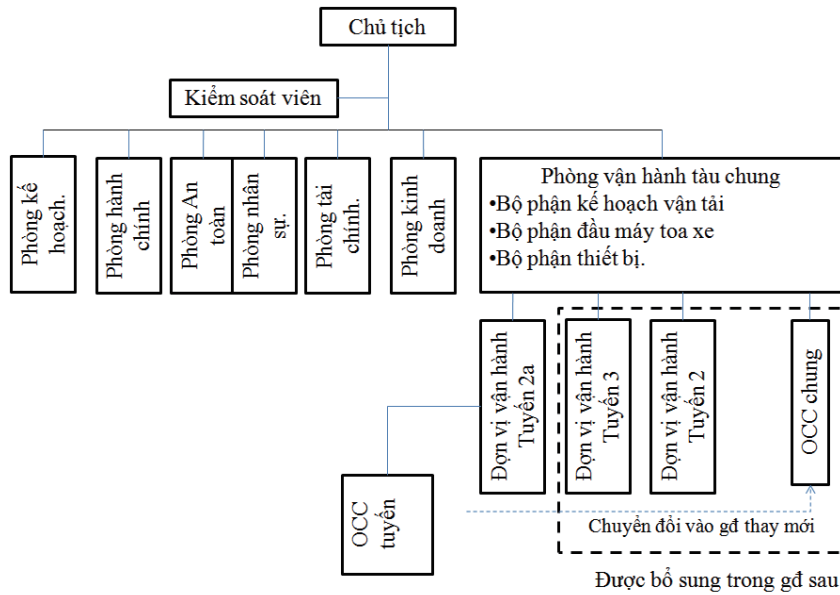 Chủ tịch
Kiểm soát viên
Phòng kế
hoạch.
Phòng hành
chính
Phòng An
toàn
Phòng nhân
sự.
Phòng tài
chính.
Phòng kinh
doanh
Phòng vận hành tàu chung
•Bộ phận kế hoạch vận tải
•Bộ phận đầu máy toa xe
•Bộ phận thiết bị.
Đợn vị vận hành
Tuyến 2a
Đợn vị vận hành
Tuyến 3
Đợn vị vận hành
Tuyến 2
OCC chung
OCC
tuyến
Chuyển đổi vào gđ thay mới
Được bổ sung trong gđ sau